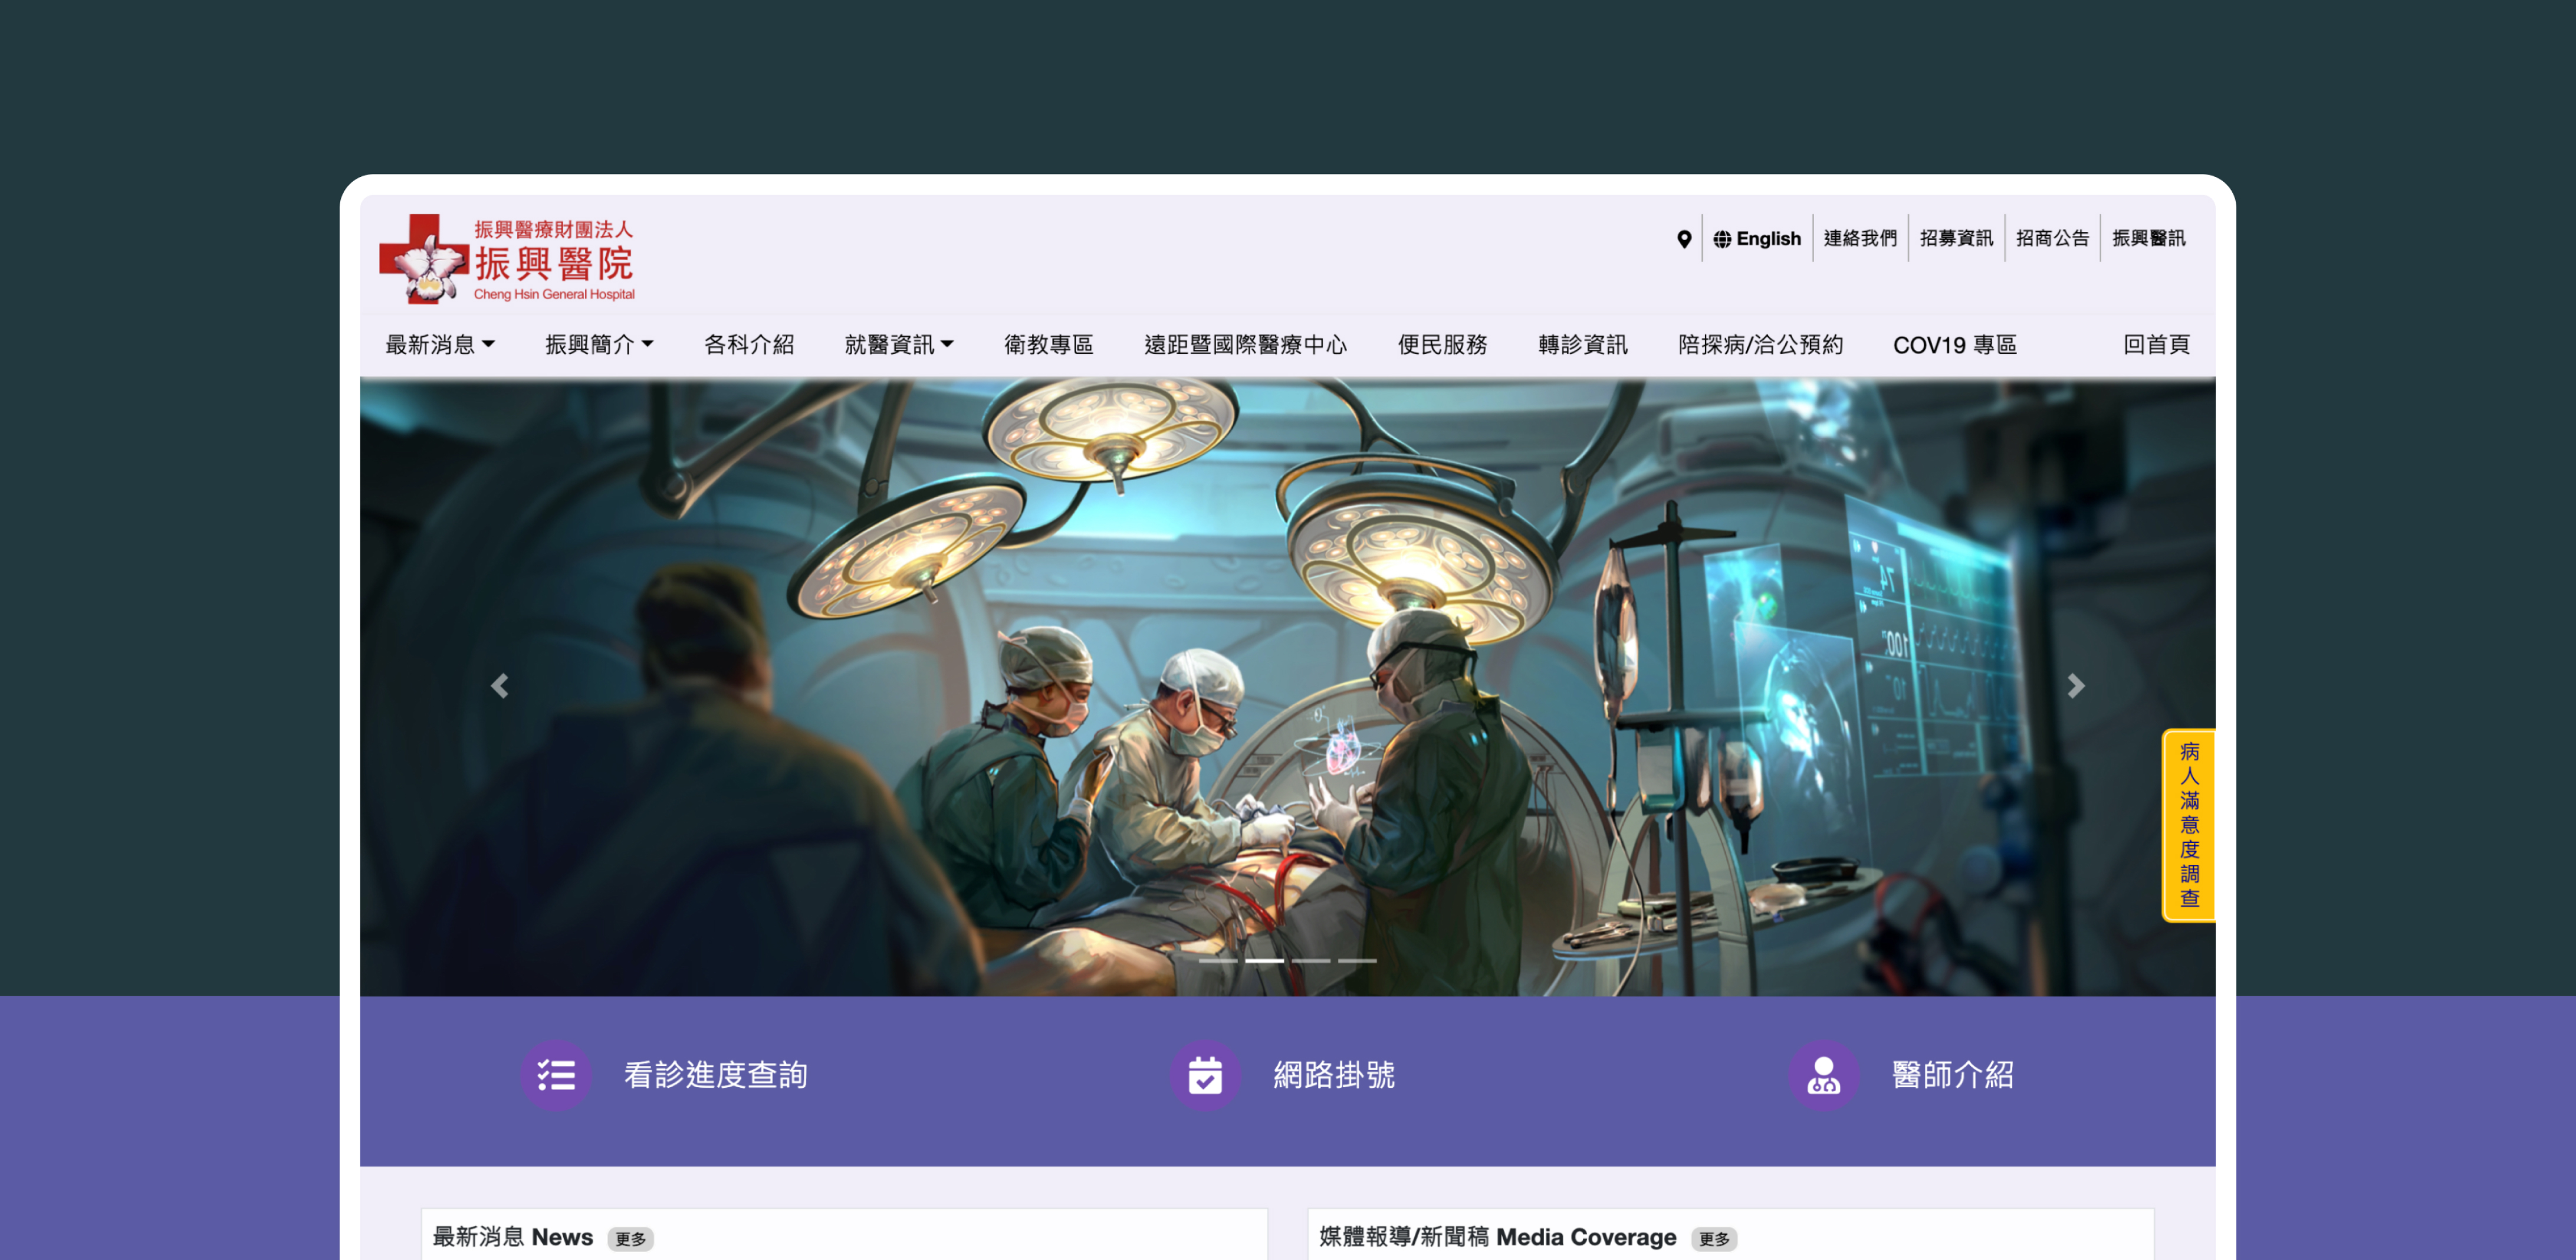 振興醫療財團法人
振興醫院
Cheng Hsin General Hospital
English 連絡我們 招募資訊 招商公告 振興醫訊
最新消息 振興簡介 各科介紹 就醫資訊 衛教專區 遠距暨國際醫療中心 便民服務 轉診資訊 陪探病/洽公預約 COV19 專區 回首頁
74
100
病人滿意度調查
看診進度查詢 網路掛號 醫師介紹
最新消息 News 更多
媒體報導/新聞稿 Media Coverage 更多